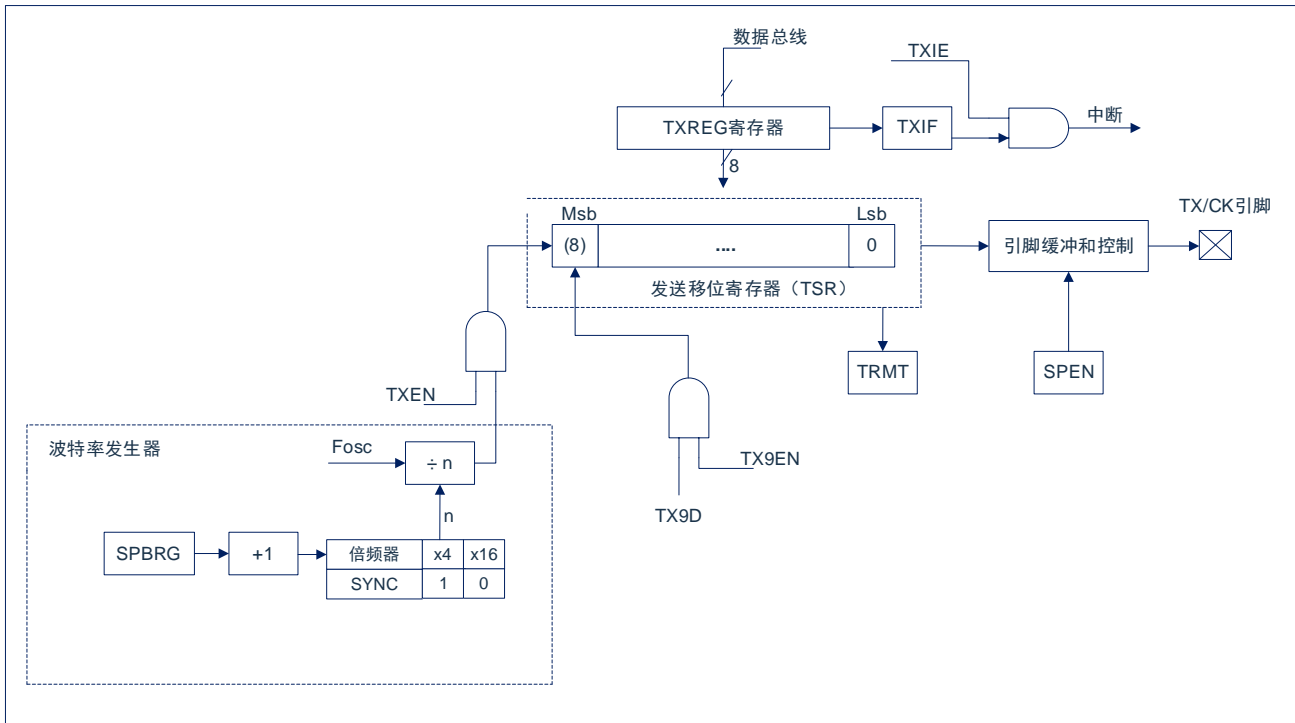 数据总线
TXIE
TXREG寄存器
TXIF
中断
8
Msb
Lsb
TX/CK引脚
(8)
....
0
引脚缓冲和控制
发送移位寄存器（TSR）
TRMT
SPEN
TXEN
波特率发生器
Fosc
÷ n
TX9EN
TX9D
n
SPBRG
+1
倍频器 x4 x16
SYNC 1 0